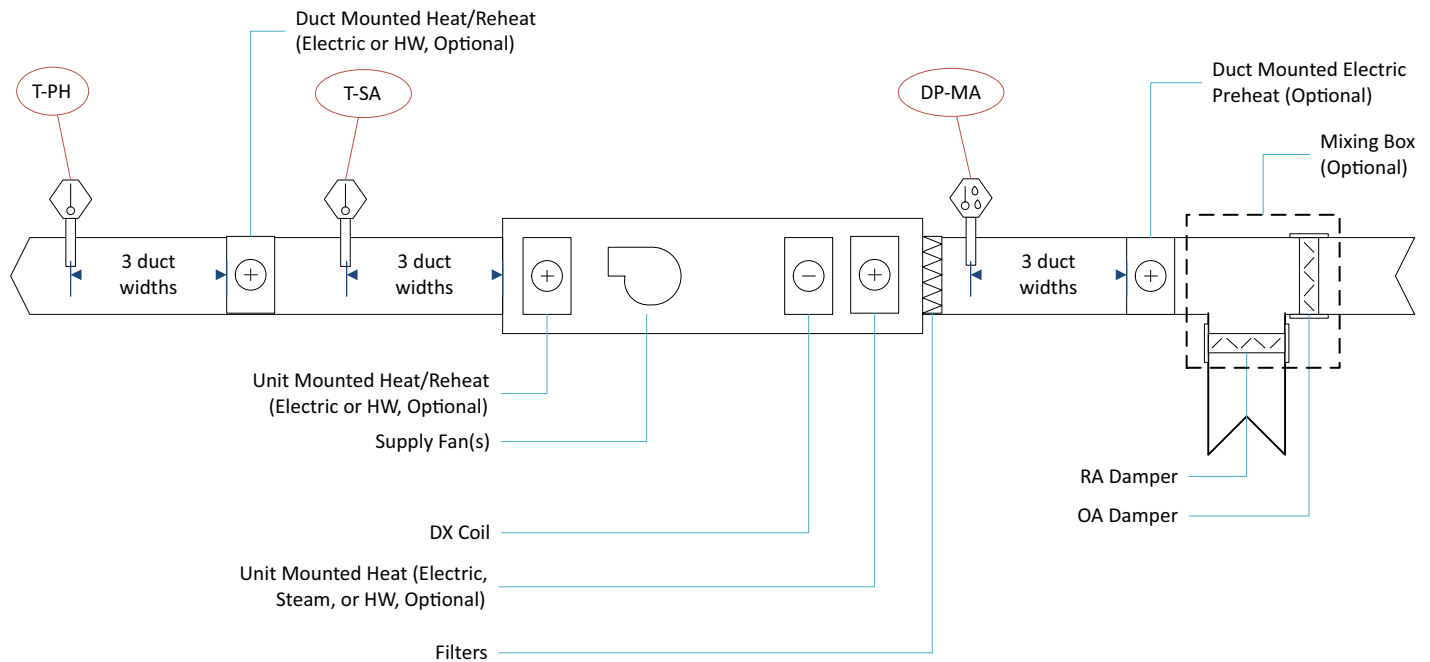 Duct Mounted Heat/Reheat
(Electric or HW, Optional)
T-PH
T-SA
DP-MA
Duct Mounted Electric
Preheat (Optional)
Mixing Box
(Optional)
3 duct
widths
3 duct
widths
3 duct
widths
Unit Mounted Heat/Reheat
(Electric or HW, Optional)
Supply Fan(s)
RA Damper
OA Damper
DX Coil
Unit Mounted Heat (Electric,
Steam, or HW, Optional)
Filters